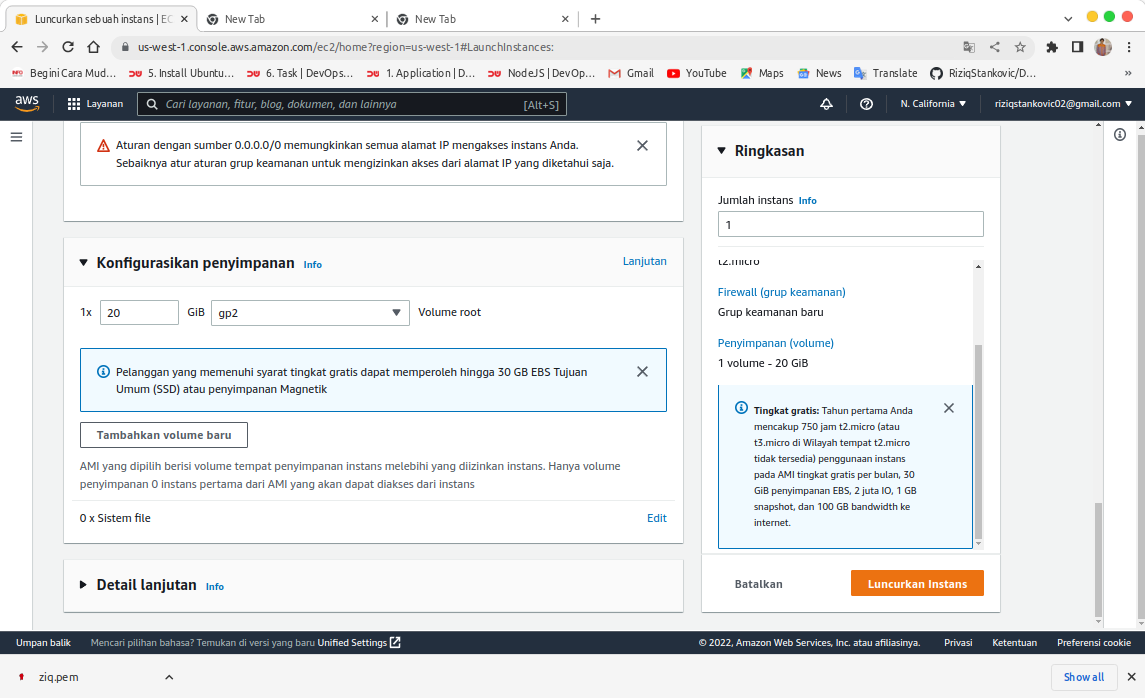 Luncurkan sebuah instans | EC
New Tab
New Tab
us-west-1.console.aws.amazon.com/ec2/home?region=us-west-1#LaunchInstances:
Begini Cara Mud...
5. Install Ubuntu...
6. Task | DevOps...
1. Application | D...
NodeJS | DevOp...
Gmail
YouTube
Maps
News
Translate
RiziqStankovic/D...
»
aws
Layanan
Cari layanan, fitur, blog, dokumen, dan lainnya
[Alt+S]
N. California
riziqstankovic02@gmail.com
Aturan dengan sumber 0.0.0.0/0 memungkinkan semua alamat IP mengakses instans Anda.
Sebaiknya atur aturan grup keamanan untuk mengizinkan akses dari alamat IP yang diketahui saja.
Konfigurasikan penyimpanan
Info
Lanjutan
1x
20
GiB
gp2
Volume root
Pelanggan yang memenuhi syarat tingkat gratis dapat memperoleh hingga 30 GB EBS Tujuan
Umum (SSD) atau penyimpanan Magnetik
Tambahkan volume baru
AMI yang dipilih berisi volume tempat penyimpanan instans melebihi yang diizinkan instans. Hanya volume
penyimpanan 0 instans pertama dari AMI yang akan dapat diakses dari instans
0 x Sistem file
Edit
Detail lanjutan
Info
Ringkasan
Jumlah instans
Info
1
t2.micro
Firewall (grup keamanan)
Grup keamanan baru
Penyimpanan (volume)
1 volume - 20 GiB
Tingkat gratis: Tahun pertama Anda
mencakup 750 jam t2.micro (atau
t3.micro di Wilayah tempat t2.micro
tidak tersedia) penggunaan instans
pada AMI tingkat gratis per bulan, 30
GiB penyimpanan EBS, 2 juta IO, 1 GB
snapshot, dan 100 GB bandwidth ke
internet.
Batalkan
Luncurkan instans
Umpan balik
Mencari pilihan bahasa? Temukan di versi yang baru Unified Settings
© 2022, Amazon Web Services, Inc. atau afiliasinya.
Privasi
Ketentuan
Preferensi cookie
ziq.pem
Show all